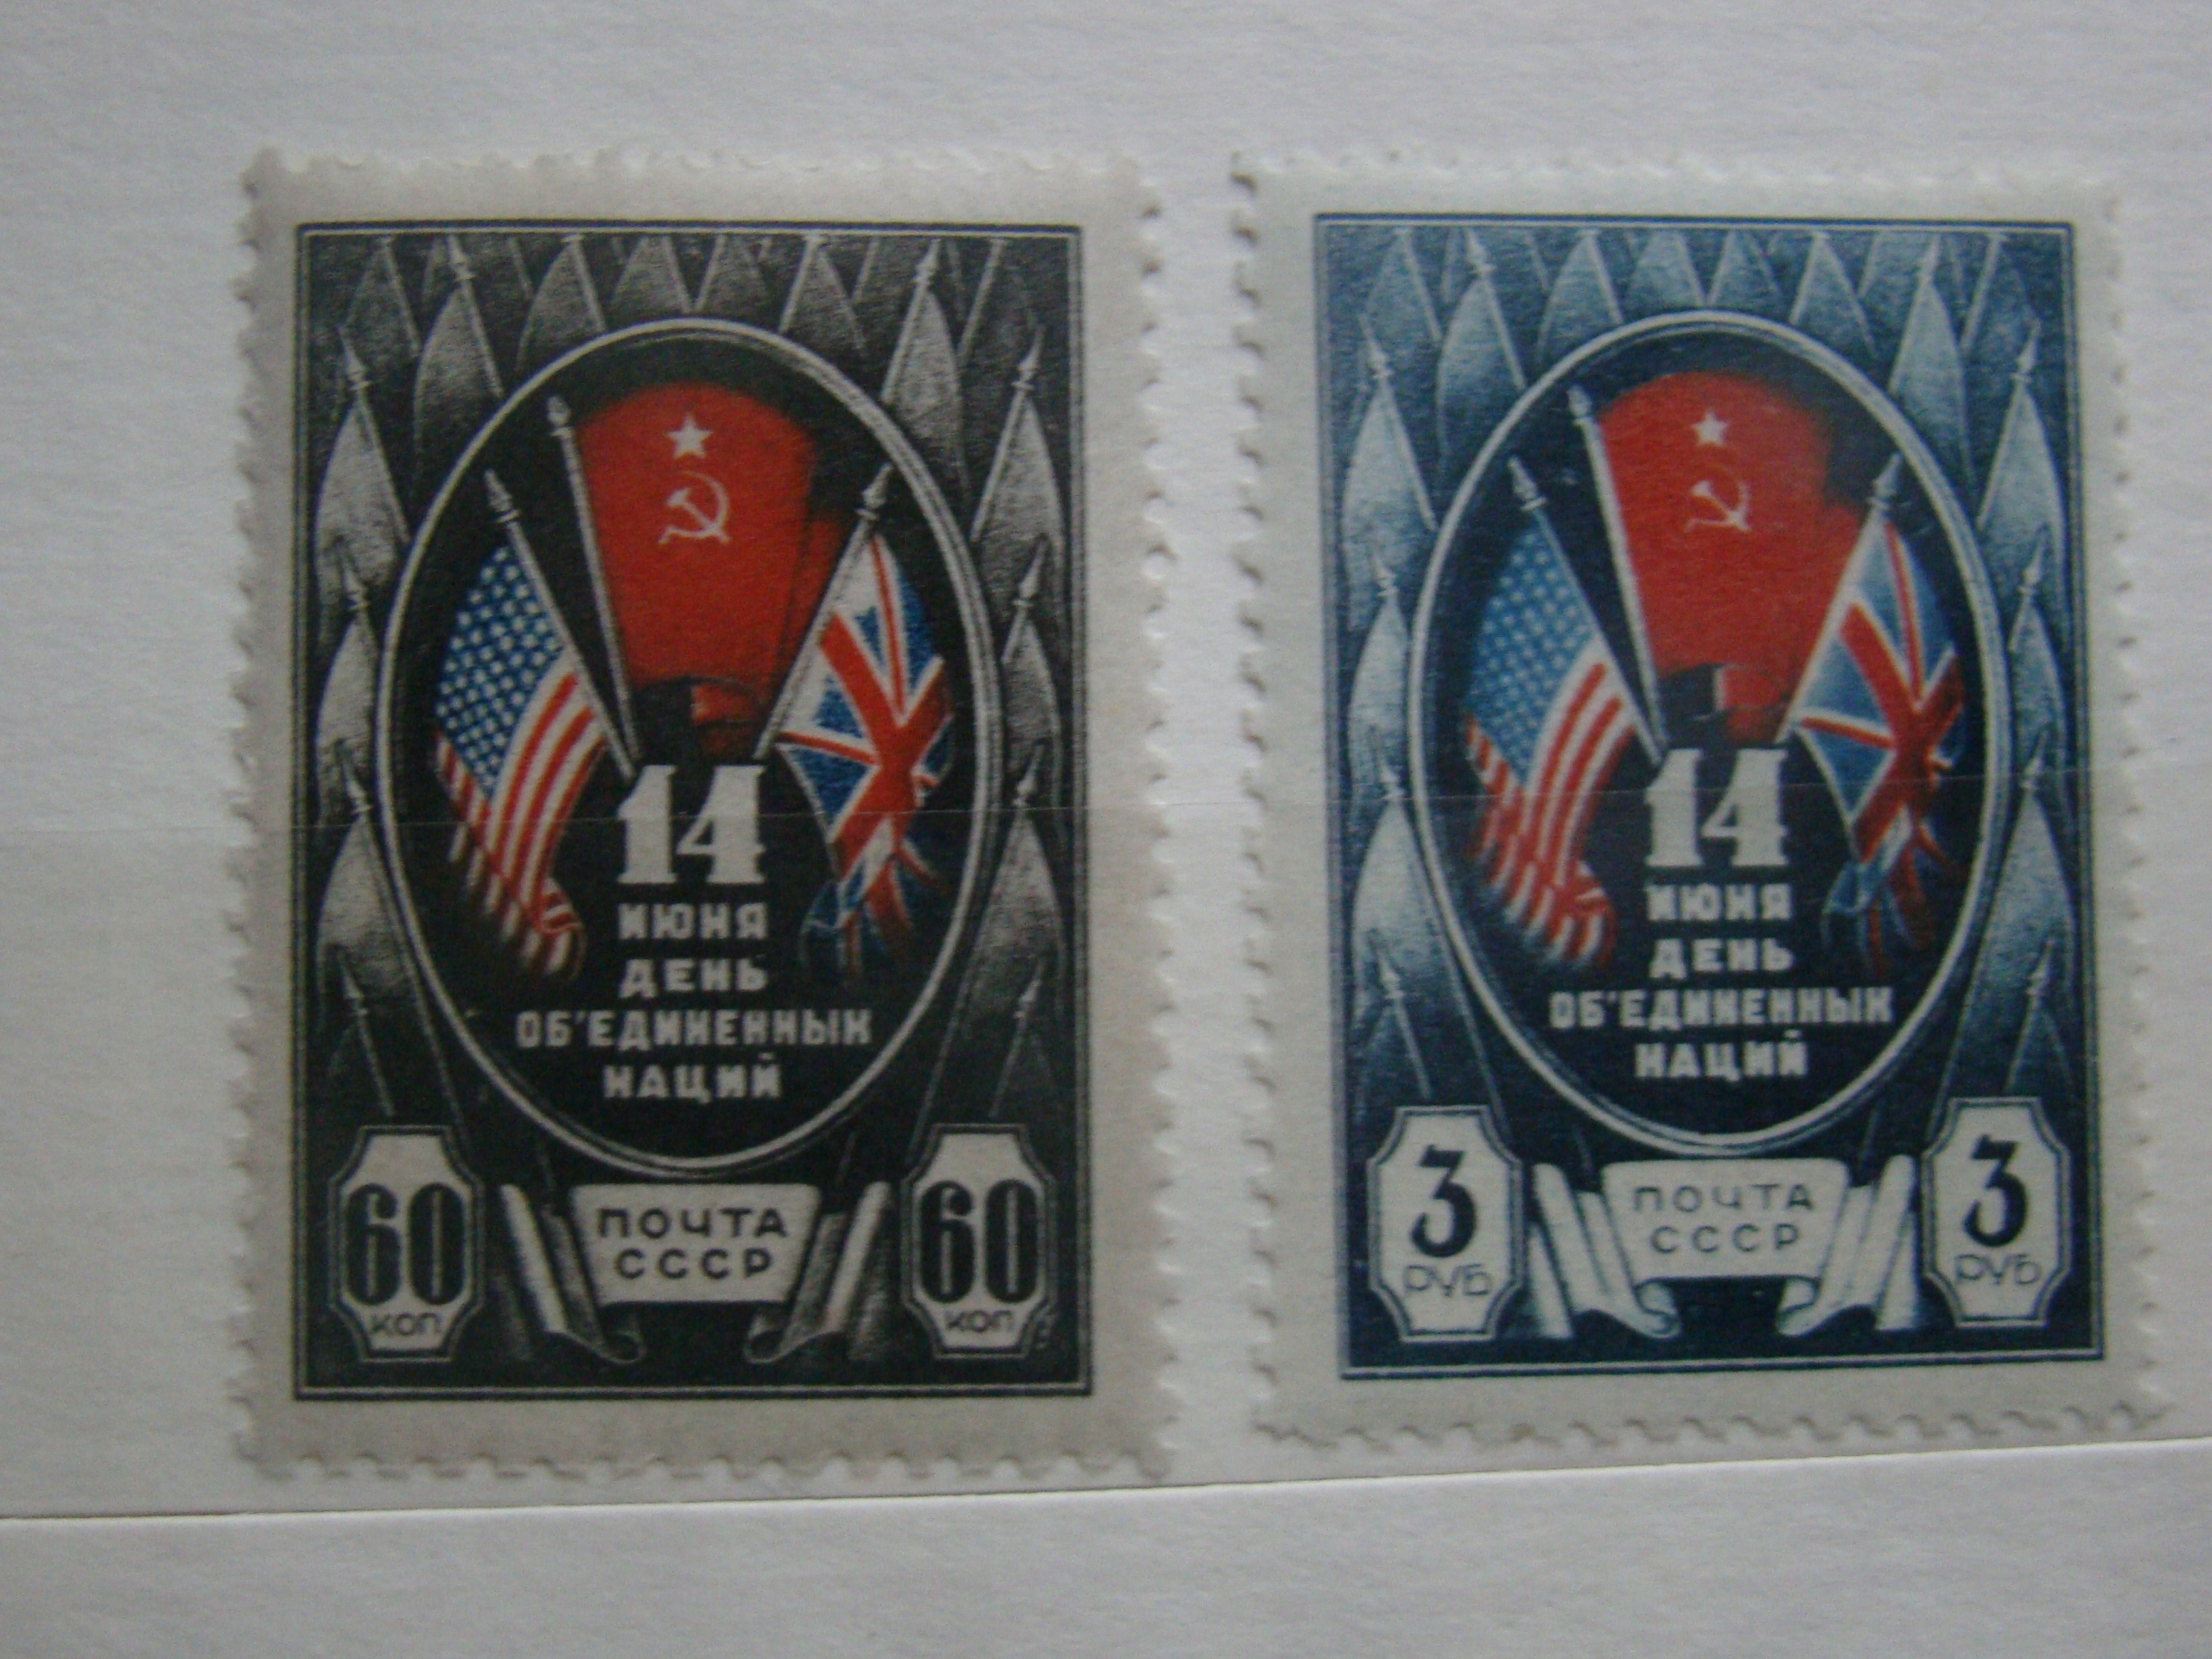 14
ИЮНЯ
ДЕНЬ
ОБ'ЕДИНЕННЫХ
НАЦИЙ
60
КОП
ПОЧТА
СССР
60
КОП
14
ИЮНЯ
ДЕНЬ
ОБ'ЕДИНЕННЫХ
НАЦИЙ
3
РУБ
ПОЧТА
СССР
3
РУБ